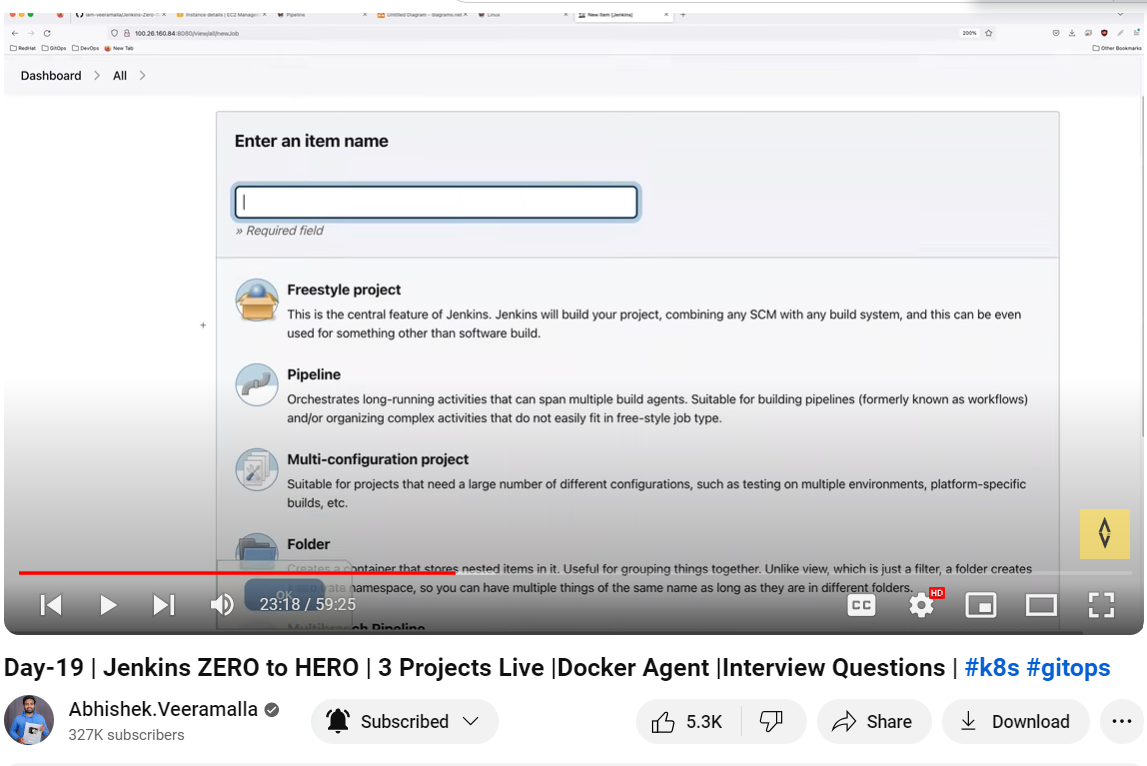 iam-veeramalla/Jenkins-Zero-
Instance details | EC2 Manage
Pipeline
Untitled Diagram - diagrams.net
Linux
New Item [Jenkins]
100.26.160.84:8080/view/all/newJob
200%
RedHat
GitOps
DevOps
New Tab
Other Bookmarks
Dashboard
All
Enter an item name
» Required field
Freestyle project
This is the central feature of Jenkins. Jenkins will build your project, combining any SCM with any build system, and this can be even
used for something other than software build.
Pipeline
Orchestrates long-running activities that can span multiple build agents. Suitable for building pipelines (formerly known as workflows)
and/or organizing complex activities that do not easily fit in free-style job type.
Multi-configuration project
Suitable for projects that need a large number of different configurations, such as testing on multiple environments, platform-specific
builds, etc.
Folder
Creates a container that stores nested items in it. Useful for grouping things together. Unlike view, which is just a filter, a folder creates
namespace, so you can have multiple things of the same name as long as they are in different folders.
OK
Multibranch Pipeline
23:18 / 59:25
CC
HD
Day-19 | Jenkins ZERO to HERO | 3 Projects Live |Docker Agent |Interview Questions | #k8s #gitops
Abhishek.Veeramalla
327K subscribers
Subscribed
5.3K
Share
Download